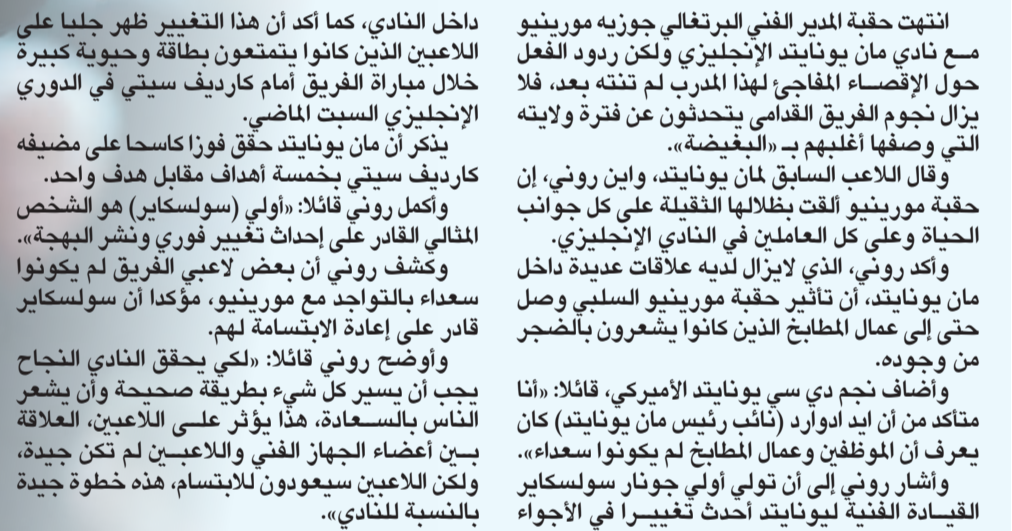 انتهت حقبة المدير الفني البرتغالي جوزيه مورينيو
مـع نادي مان يونايتد الإنجليزي ولكن ردود الفعل
حول الإقصـاء المفاجئ لهذا المدرب لم تنته بعد، فلا
يزال نجوم الفريق القدامى يتحدثون عن فترة ولايته
التي وصفها أغلبهم بـ «البغيضة».
وقال اللاعب السابق لمان يونايتد، واين روني، إن
حقبة مورينيو ألقت بظلالها الثقيلة على كل جوانب
الحياة وعلى كل العاملين في النادي الإنجليزي.
وأكد روني، الذي لايزال لديه علاقات عديدة داخل
مان يونايتد، أن تأثير حقبة مورينيو السلبي وصل
حتى إلى عمال المطابخ الذين كانوا يشعرون بالضجر
من وجوده.
وأضاف نجم دي سي يونايتد الأميركي، قائلا: «أنا
متأكد من أن ايد ادوارد (نائب رئيس مان يونايتد) كان
يعرف أن الموظفين وعمال المطابخ لم يكونوا سعداء».
وأشار روني إلى أن تولي أولي جونار سولسكاير
القيـادة الفنية ليونايتد أحدث تغييـرا في الأجواء
داخل النادي، كما أكد أن هذا التغيير ظهر جليا على
اللاعبين الذين كانوا يتمتعون بطاقة وحيوية كبيرة
خلال مباراة الفريق أمام كارديف سيتي في الدوري
الإنجليزي السبت الماضي.
يذكر أن مان يونايتد حقق فوزا كاسحا على مضيفه
كارديف سيتي بخمسة أهداف مقابل هدف واحد.
وأكمل روني قائلا: «أولي (سولسكاير) هو الشخص
المثالي القادر على إحداث تغيير فوري ونشر البهجة».
وكشف روني أن بعض لاعبي الفريق لم يكونوا
سعداء بالتواجد مع مورينيو، مؤكدا أن سولسكاير
قادر على إعادة الابتسامة لهم.
وأوضح روني قائلا: «لكي يحقق النادي النجاح
يجب أن يسير كل شيء بطريقة صحيحة وأن يشعر
الناس بالسـعادة، هذا يؤثر علـى اللاعبين، العلاقة
بـين أعضاء الجهاز الفني واللاعبـين لم تكن جيدة،
ولكن اللاعبين سيعودون للابتسام، هذه خطوة جيدة
بالنسبة للنادي».